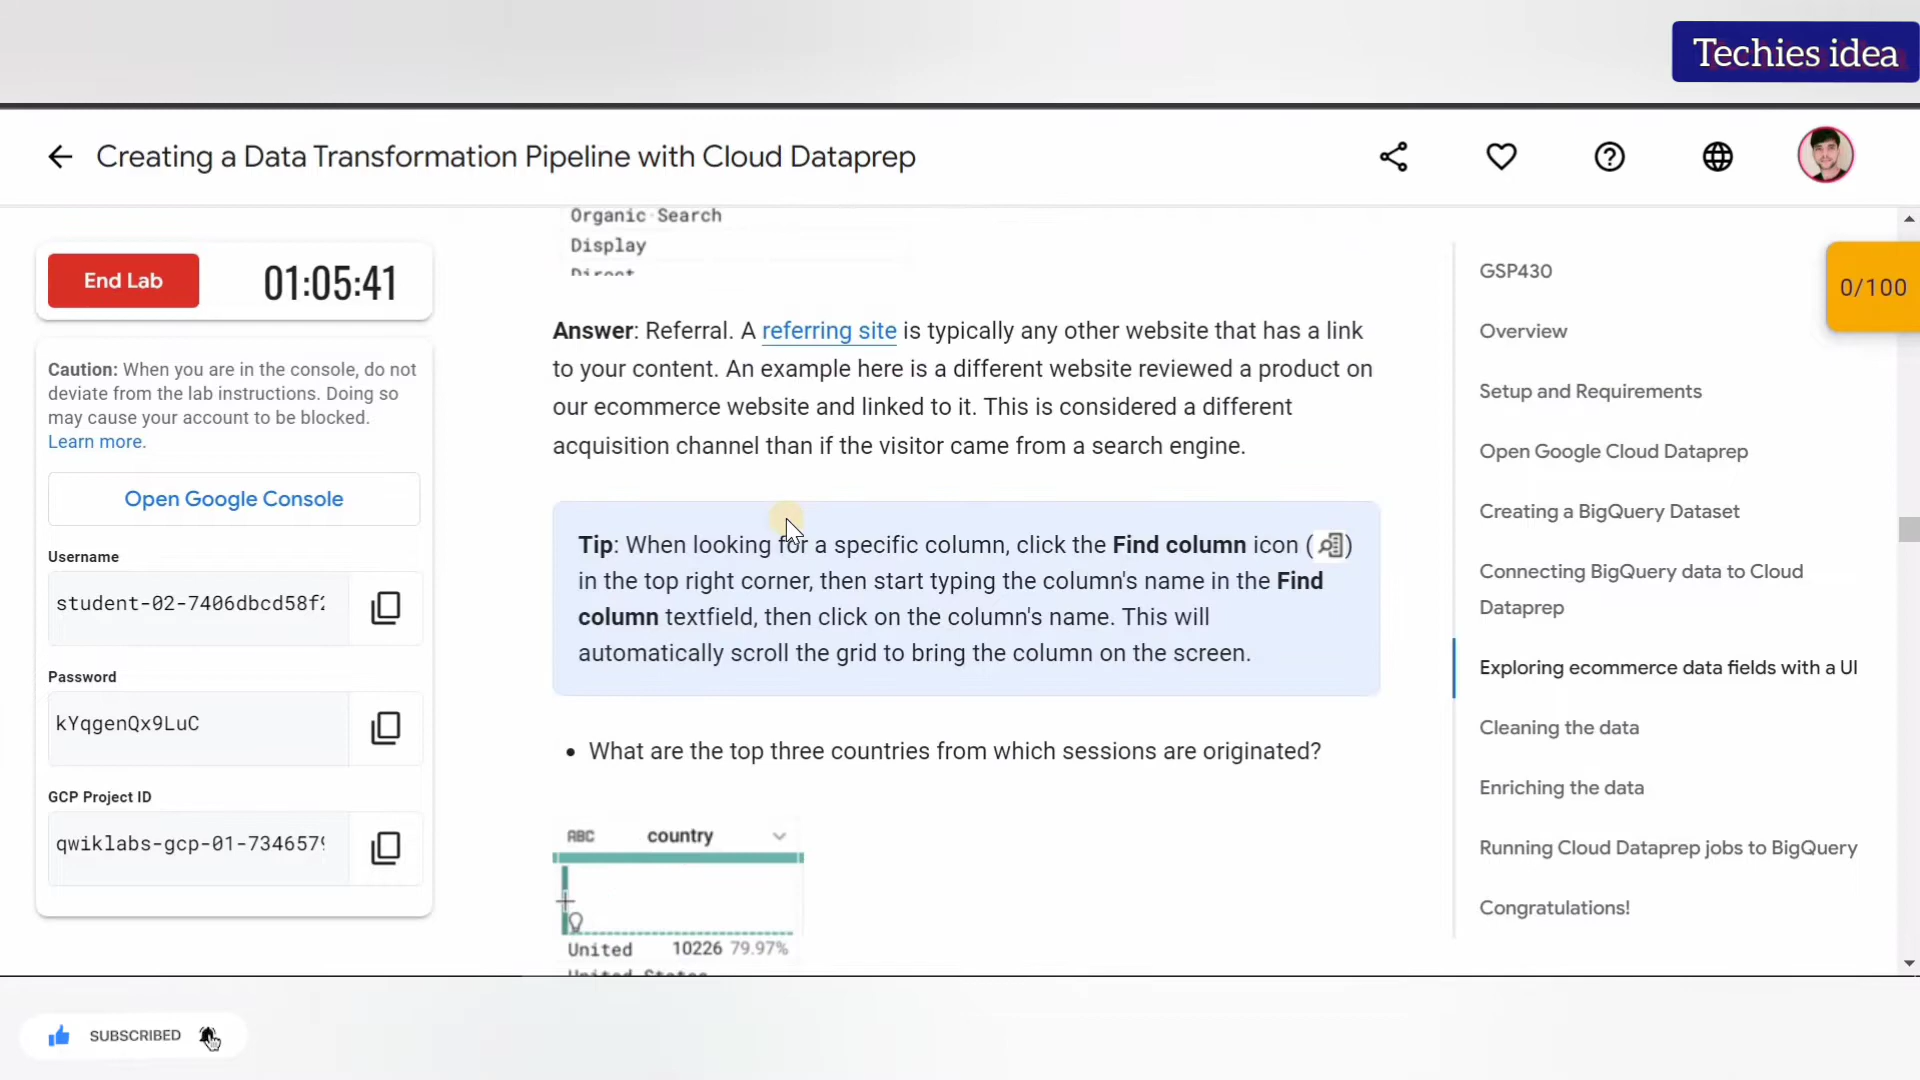 Techies idea
Creating a Data Transformation Pipeline with Cloud Dataprep
End Lab
01:05:41
Caution: When you are in the console, do not
deviate from the lab instructions. Doing so
may cause your account to be blocked.
Learn more.
Open Google Console
Username
student-02-7406dbcd58f2
Password
kYqgenQx9LuC
GCP Project ID
qwiklabs-gcp-01-7346579
Organic Search
Display
Direct
Answer: Referral. A referring site is typically any other website that has a link
to your content. An example here is a different website reviewed a product on
our ecommerce website and linked to it. This is considered a different
acquisition channel than if the visitor came from a search engine.
Tip: When looking for a specific column, click the Find column icon ( )
in the top right corner, then start typing the column's name in the Find
column textfield, then click on the column's name. This will
automatically scroll the grid to bring the column on the screen.
• What are the top three countries from which sessions are originated?
ABC country
United 10226 79.97%
United States
GSP430
Overview
Setup and Requirements
Open Google Cloud Dataprep
Creating a BigQuery Dataset
Connecting BigQuery data to Cloud
Dataprep
Exploring ecommerce data fields with a UI
Cleaning the data
Enriching the data
Running Cloud Dataprep jobs to BigQuery
Congratulations!
0/100
SUBSCRIBED